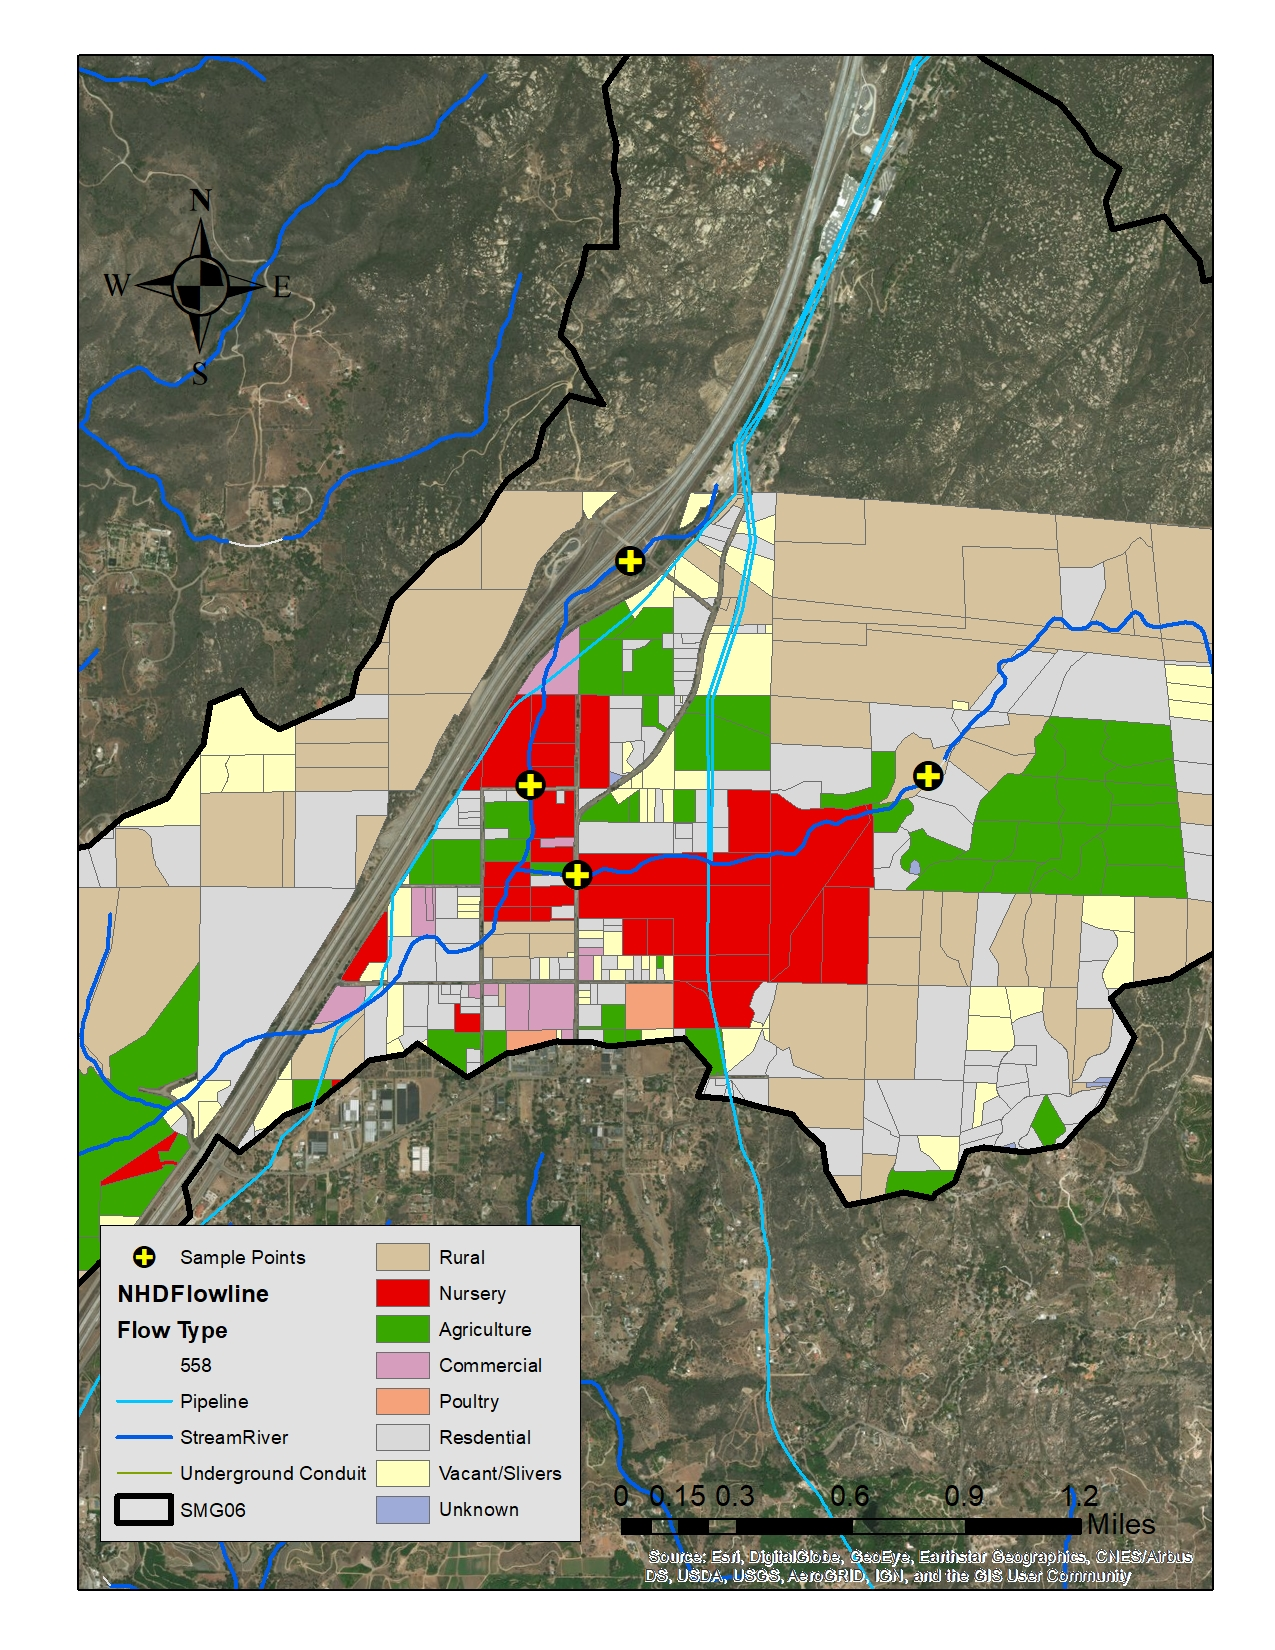 N
W E
S
Sample Points
NHDFlowline
Flow Type
558
Pipeline
StreamRiver
Underground Conduit
SMG06
Rural
Nursery
Agriculture
Commercial
Poultry
Resdential
Vacant/Slivers
Unknown
0 0.15 0.3 0.6 0.9 1.2
Miles
Source: Esri, DigitalGlobe, GeoEye, Earthstar Geographics, CNES/Airbus
DS, USDA, USGS, AeroGRID, IGN, and the GIS User Community